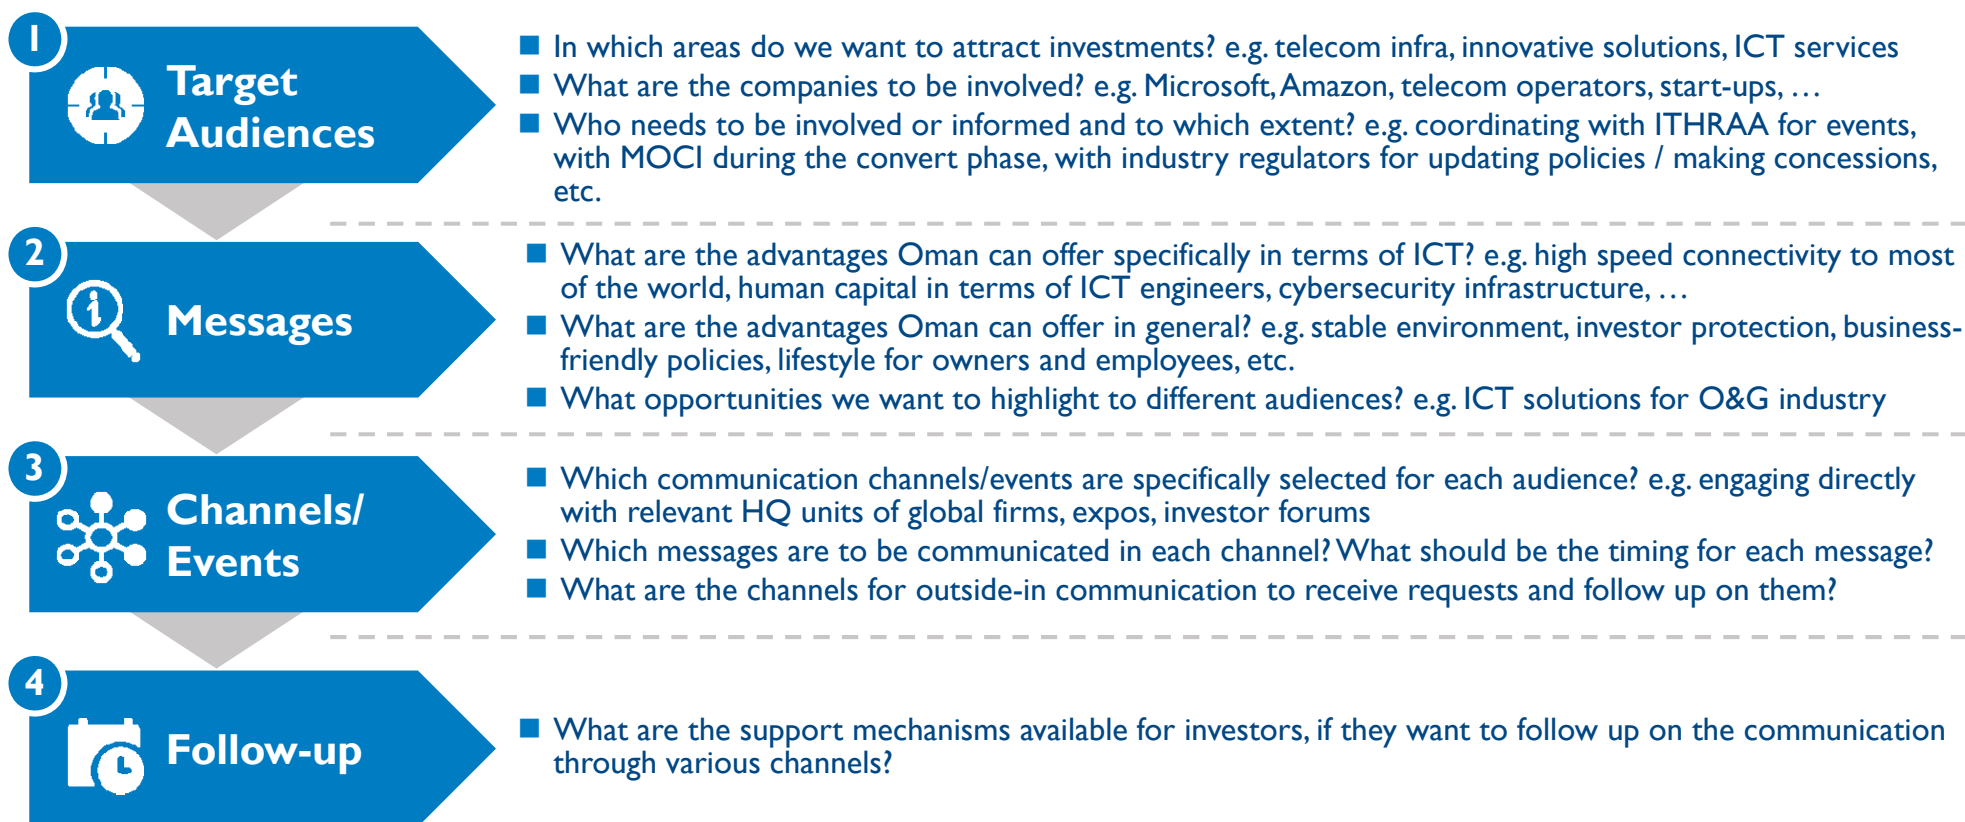 1
Target
Audiences
■ In which areas do we want to attract investments? e.g. telecom infra, innovative solutions, ICT services
■ What are the companies to be involved? e.g. Microsoft, Amazon, telecom operators, start-ups, …
■ Who needs to be involved or informed and to which extent? e.g. coordinating with ITHRAA for events,
with MOCI during the convert phase, with industry regulators for updating policies / making concessions,
etc.
2
Messages
■ What are the advantages Oman can offer specifically in terms of ICT? e.g. high speed connectivity to most
of the world, human capital in terms of ICT engineers, cybersecurity infrastructure, …
■ What are the advantages Oman can offer in general? e.g. stable environment, investor protection, business-
friendly policies, lifestyle for owners and employees, etc.
■ What opportunities we want to highlight to different audiences? e.g. ICT solutions for O&G industry
3
Channels/
Events
■ Which communication channels/events are specifically selected for each audience? e.g. engaging directly
with relevant HQ units of global firms, expos, investor forums
■ Which messages are to be communicated in each channel? What should be the timing for each message?
■ What are the channels for outside-in communication to receive requests and follow up on them?
4
Follow-up
■ What are the support mechanisms available for investors, if they want to follow up on the communication
through various channels?